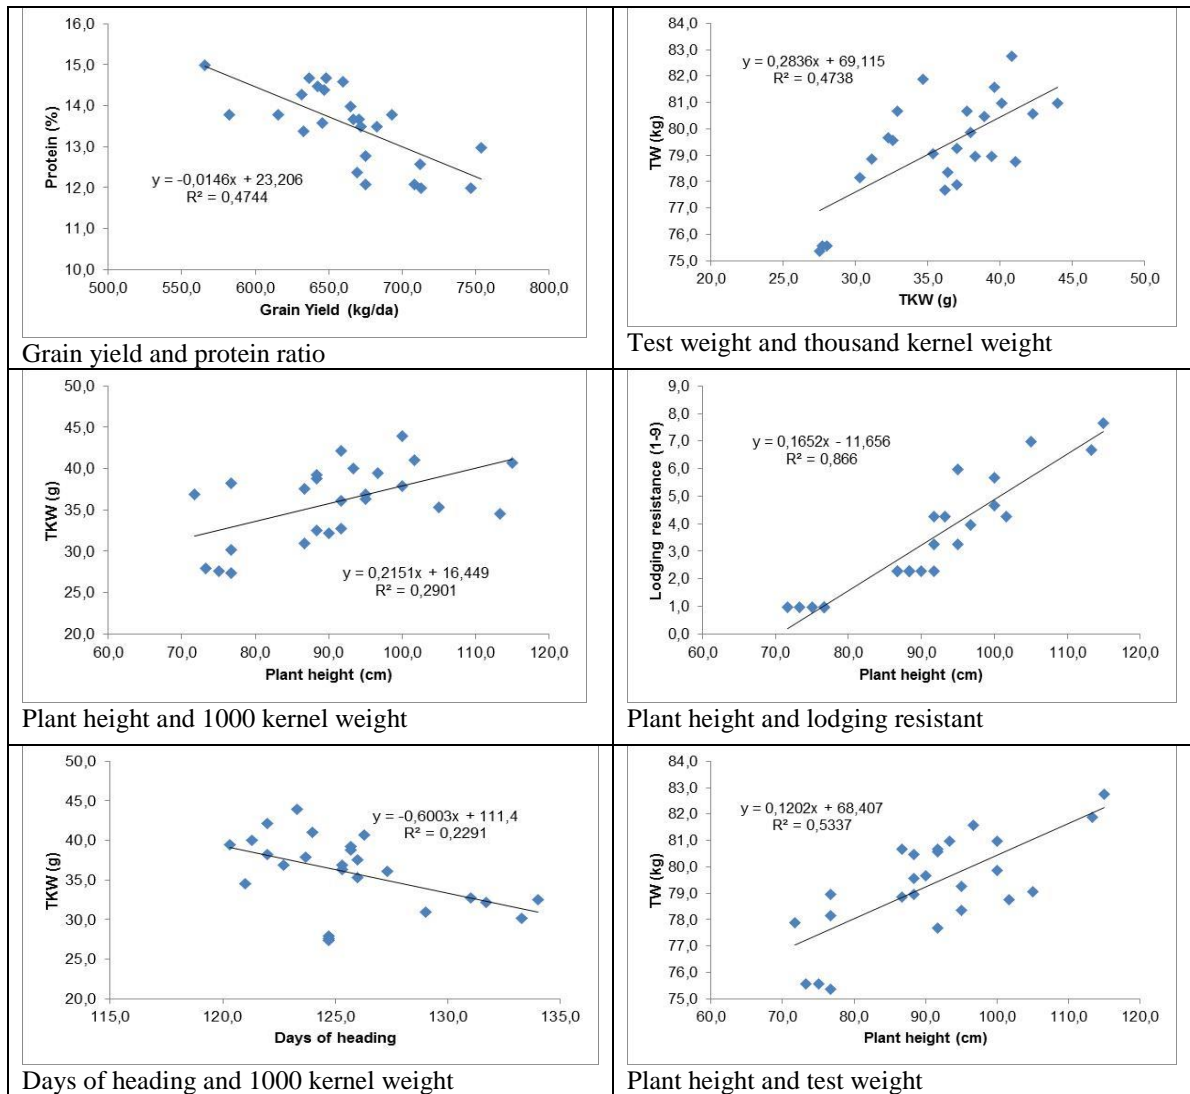 16,0
15,0
14,0
13,0
12,0
11,0
10,0
Protein (%)
y = -0,0146x + 23,206
R² = 0,4744
500,0 550,0 600,0 650,0 700,0 750,0 800,0
Grain Yield (kg/da)
Grain yield and protein ratio
84,0
83,0
82,0
81,0
80,0
79,0
78,0
77,0
76,0
75,0
TW (kg)
y = 0,2836x + 69,115
R² = 0,4738
20,0 25,0 30,0 35,0 40,0 45,0 50,0
TKW (g)
Test weight and thousand kernel weight
50,0
45,0
40,0
35,0
30,0
25,0
20,0
TKW (g)
y = 0,2151x + 16,449
R² = 0,2901
60,0 70,0 80,0 90,0 100,0 110,0 120,0
Plant height (cm)
Plant height and 1000 kernel weight
9,0
8,0
7,0
6,0
5,0
4,0
3,0
2,0
1,0
0,0
Lodging resistance (1-9)
y = 0,1652x - 11,656
R² = 0,866
60,0 70,0 80,0 90,0 100,0 110,0 120,0
Plant height (cm)
Plant height and lodging resistant
50,0
45,0
40,0
35,0
30,0
25,0
20,0
TKW (g)
y = -0,6003x + 111,4
R² = 0,2291
115,0 120,0 125,0 130,0 135,0
Days of heading
Days of heading and 1000 kernel weight
84,0
83,0
82,0
81,0
80,0
79,0
78,0
77,0
76,0
75,0
TW (kg)
y = 0,1202x + 68,407
R² = 0,5337
60,0 70,0 80,0 90,0 100,0 110,0 120,0
Plant height (cm)
Plant height and test weight